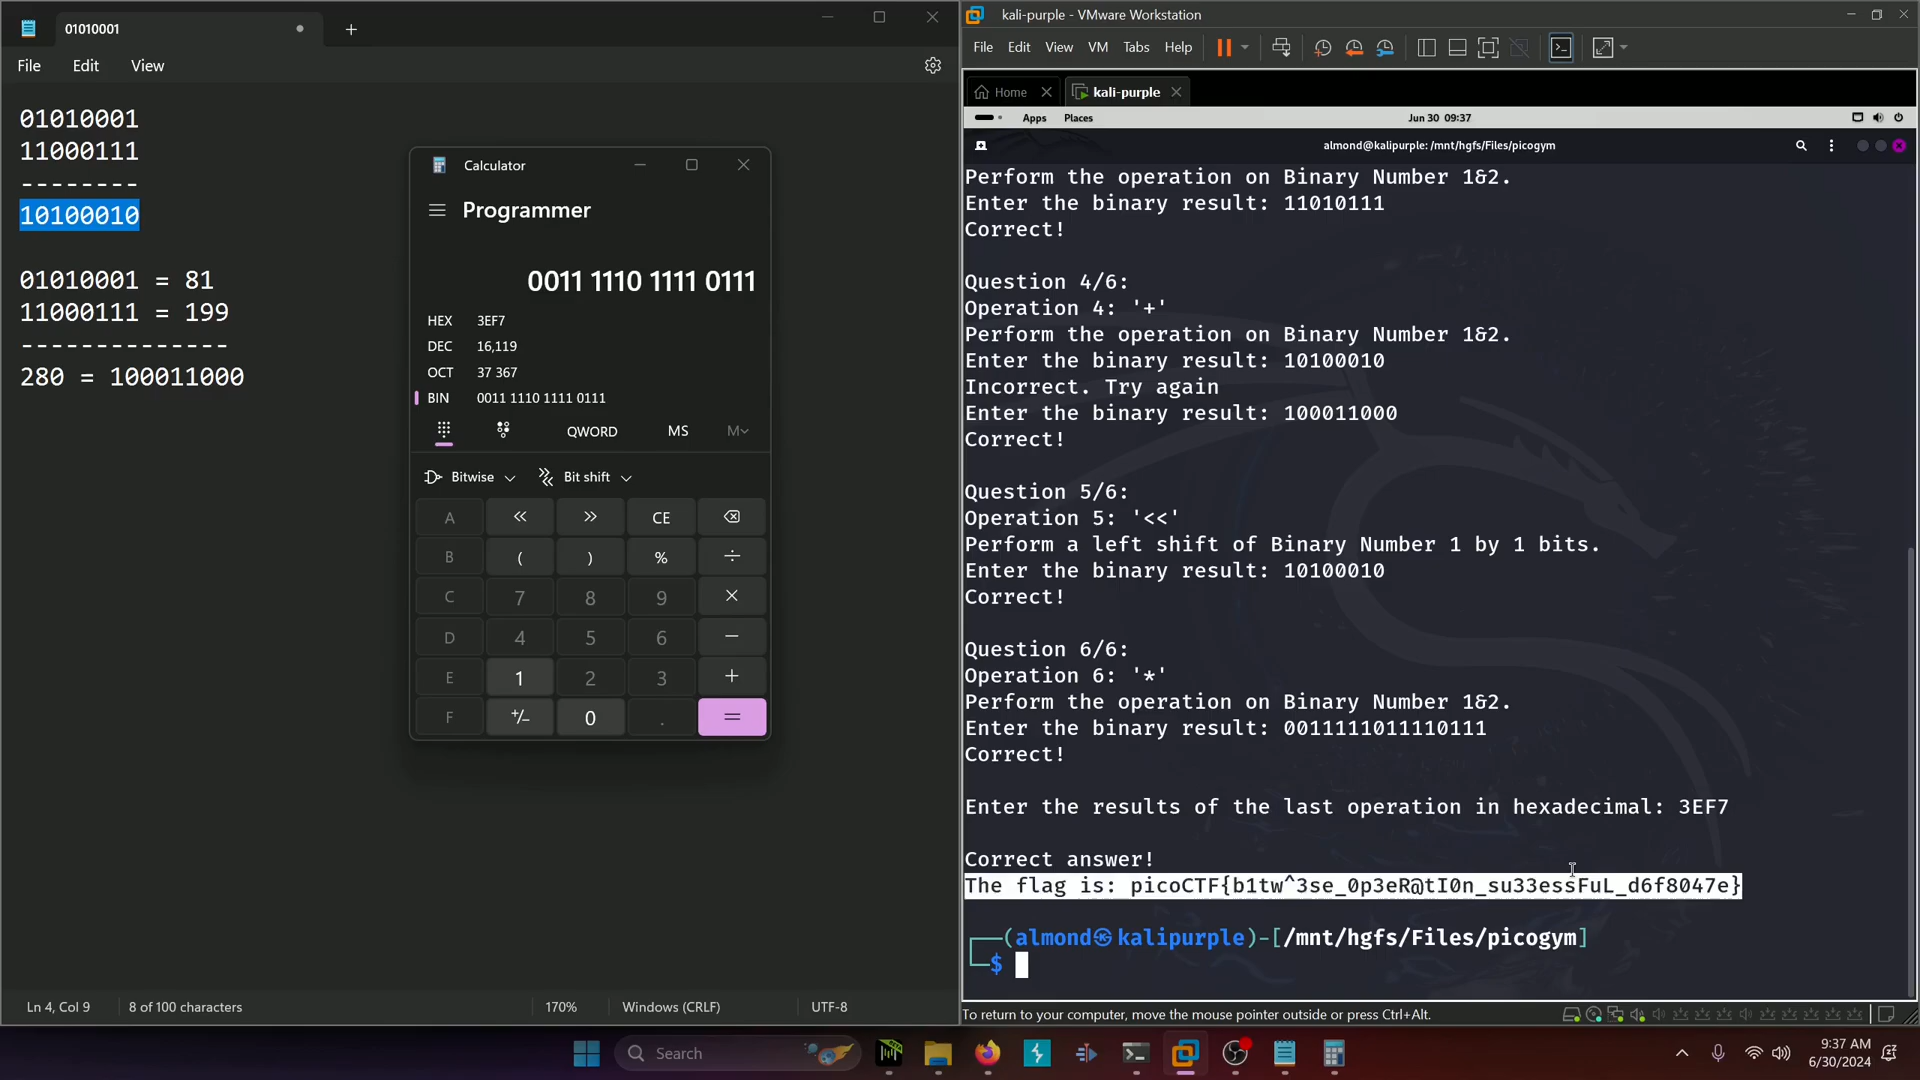 01010001
File Edit View
01010001
11000111
--------
10100010
01010001 = 81
11000111 = 199
--------------
280 = 100011000
Ln 4, Col 9 8 of 100 characters 170% Windows (CRLF) UTF-8
Calculator
Programmer
0011 1110 1111 0111
HEX 3EF7
DEC 16,119
OCT 37 367
BIN 0011 1110 1111 0111
QWORD MS M
Bitwise Bit shift
A << >> CE
B ( ) % ÷
C 7 8 9 ×
D 4 5 6 −
E 1 2 3 +
F +/- 0 . =
kali-purple - VMware Workstation
File Edit View VM Tabs Help
Home kali-purple
Apps Places Jun 30 09:37
almond@kalipurple: /mnt/hgfs/Files/picogym
Perform the operation on Binary Number 1&2.
Enter the binary result: 11010111
Correct!
Question 4/6:
Operation 4: '+'
Perform the operation on Binary Number 1&2.
Enter the binary result: 10100010
Incorrect. Try again
Enter the binary result: 100011000
Correct!
Question 5/6:
Operation 5: '<<'
Perform a left shift of Binary Number 1 by 1 bits.
Enter the binary result: 10100010
Correct!
Question 6/6:
Operation 6: '*'
Perform the operation on Binary Number 1&2.
Enter the binary result: 0011111011110111
Correct!
Enter the results of the last operation in hexadecimal: 3EF7
Correct answer!
The flag is: picoCTF{b1tw^3se_0p3eR@tI0n_su33essFuL_d6f8047e}
(almond㉿kalipurple)-[/mnt/hgfs/Files/picogym]
$
To return to your computer, move the mouse pointer outside or press Ctrl+Alt.
Search
9:37 AM
6/30/2024